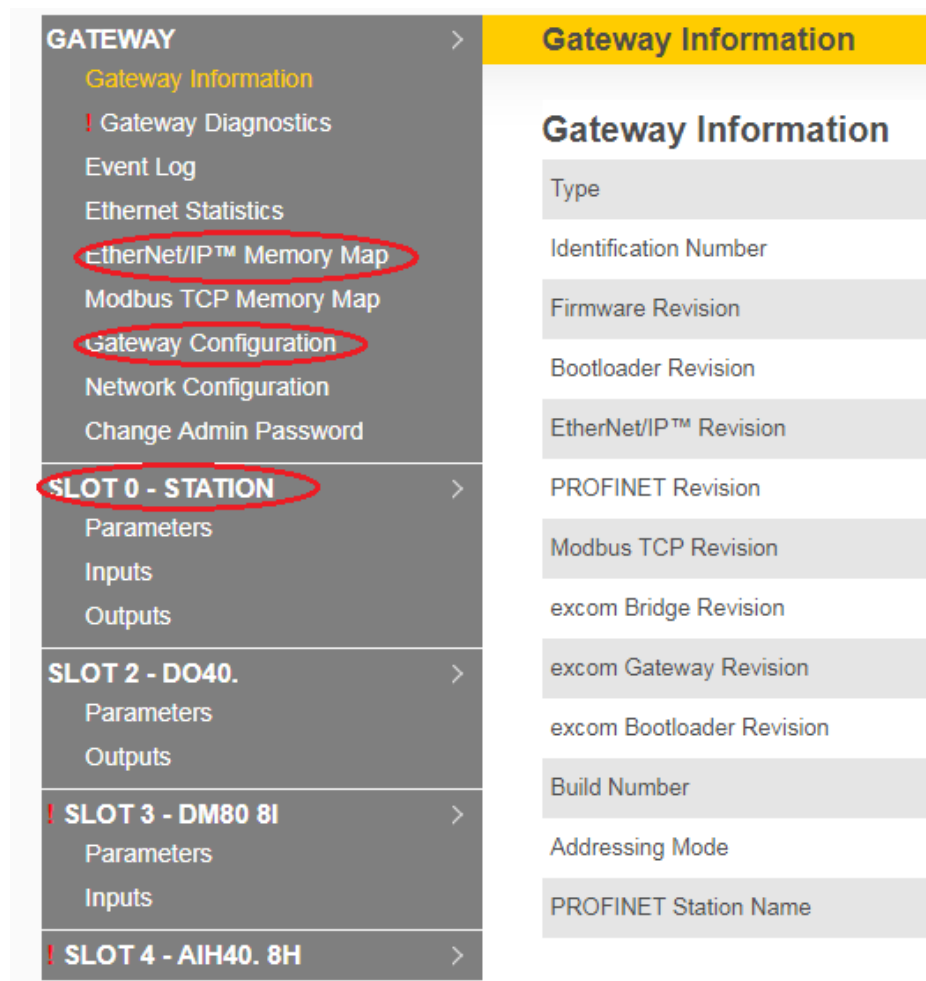 GATEWAY >
Gateway Information
! Gateway Diagnostics
Event Log
Ethernet Statistics
EtherNet/IP™ Memory Map
Modbus TCP Memory Map
Gateway Configuration
Network Configuration
Change Admin Password
SLOT 0 - STATION >
Parameters
Inputs
Outputs
SLOT 2 - DO40. >
Parameters
Outputs
! SLOT 3 - DM80 8I >
Parameters
Inputs
! SLOT 4 - AIH40. 8H >
Gateway Information
Gateway Information
Type
Identification Number
Firmware Revision
Bootloader Revision
EtherNet/IP™ Revision
PROFINET Revision
Modbus TCP Revision
excom Bridge Revision
excom Gateway Revision
excom Bootloader Revision
Build Number
Addressing Mode
PROFINET Station Name